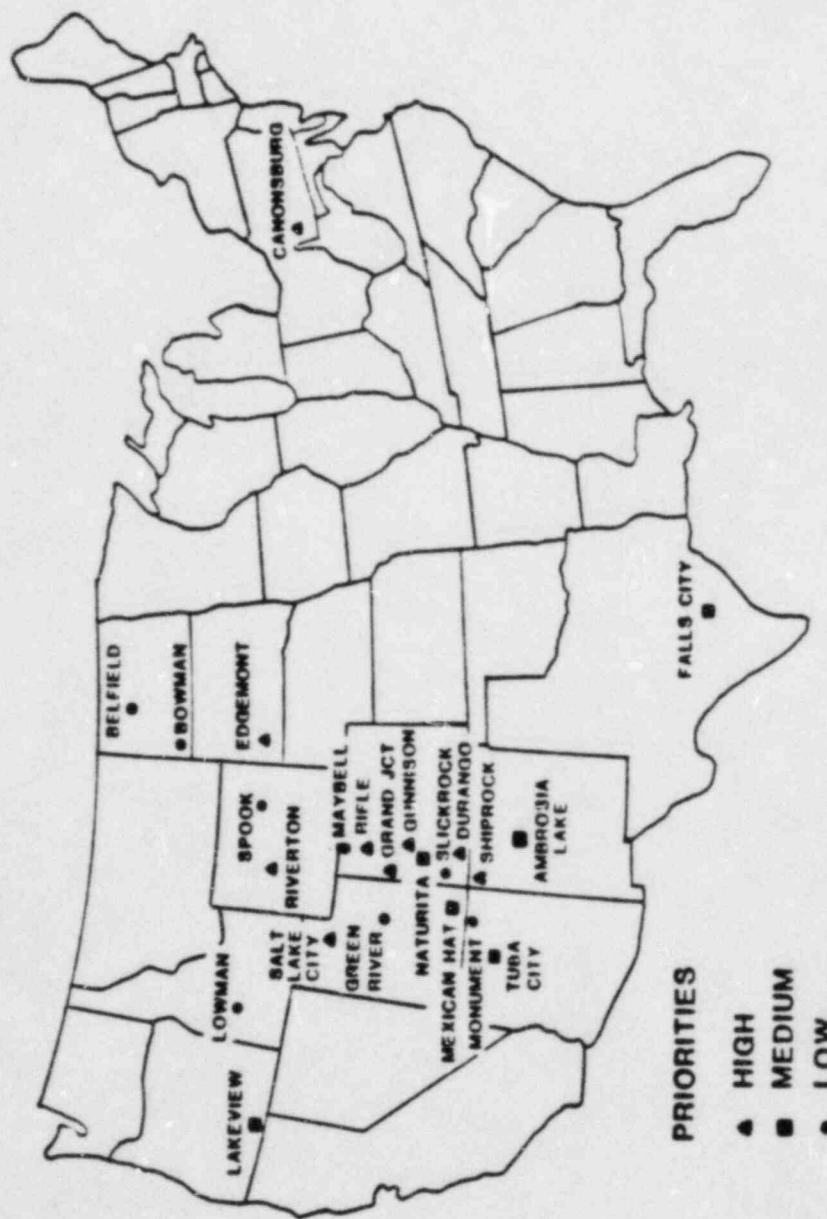 LAKEVIEW
LOWMAN
SALT
LAKE
CITY
GREEN
RIVER
SPOOK
RIVERTON
BELFIELD
BOWMAN
EDGEMONT
MAYBELL
RIFLE
GRAND JCT
GUNNISON
NATURITA
SLICKROCK
DURANGO
SHIPROCK
MEXICAN HAT
MONUMENT
TUBA
CITY
AMBROSIA
LAKE
FALLS CITY
CANONSBURG
PRIORITIES
HIGH
MEDIUM
LOW